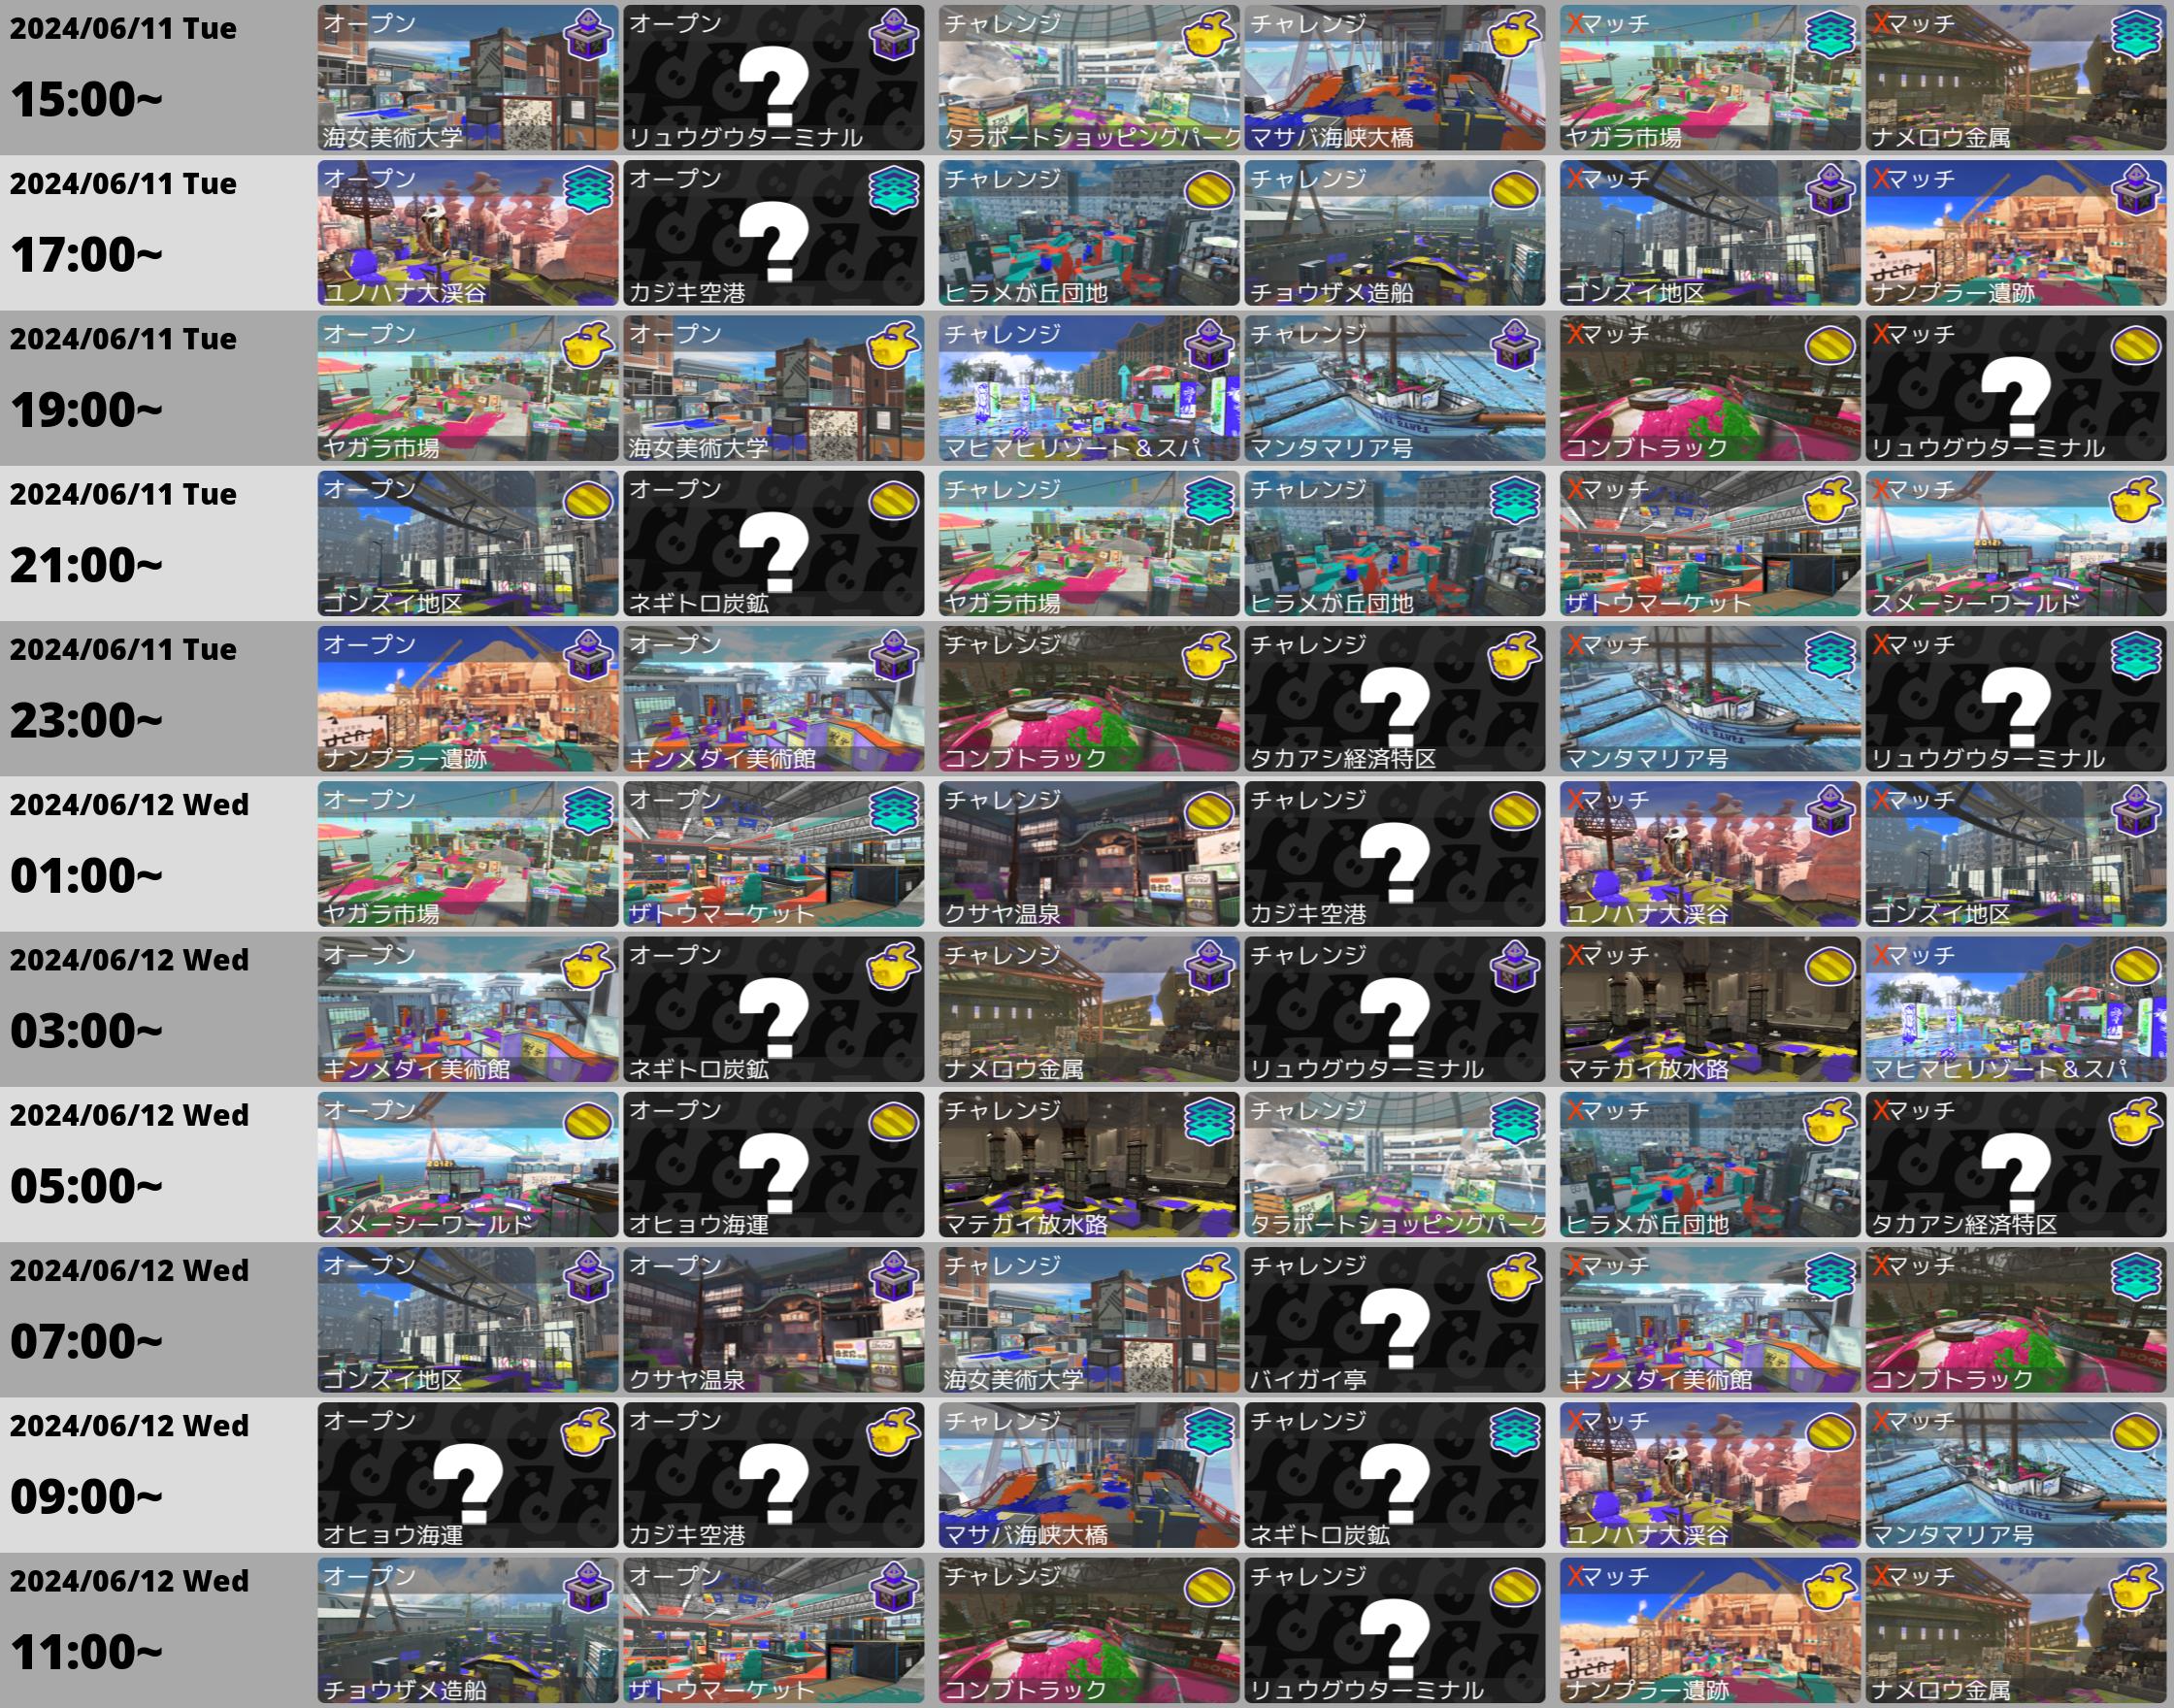 2024/06/11 Tue
15:00~
オープン
海女美術大学
オープン
リュウグウターミナル
チャレンジ
タラポートショッピングパーク
チャレンジ
マサバ海峡大橋
Xマッチ
ヤガラ市場
Xマッチ
ナメロウ金属
2024/06/11 Tue
17:00~
オープン
ユノハナ大渓谷
オープン
カジキ空港
チャレンジ
ヒラメが丘団地
チャレンジ
チョウザメ造船
Xマッチ
ゴンズイ地区
Xマッチ
ナンプラー遺跡
2024/06/11 Tue
19:00~
オープン
ヤガラ市場
オープン
海女美術大学
チャレンジ
マヒマヒリゾート&スパ
チャレンジ
マンタマリア号
Xマッチ
コンブトラック
Xマッチ
リュウグウターミナル
2024/06/11 Tue
21:00~
オープン
ゴンズイ地区
オープン
ネギトロ炭鉱
チャレンジ
ヤガラ市場
チャレンジ
ヒラメが丘団地
Xマッチ
ザトウマーケット
Xマッチ
スメーシーワールド
2024/06/11 Tue
23:00~
オープン
ナンプラー遺跡
オープン
キンメダイ美術館
チャレンジ
コンブトラック
チャレンジ
タカアシ経済特区
Xマッチ
マンタマリア号
Xマッチ
リュウグウターミナル
2024/06/12 Wed
01:00~
オープン
ヤガラ市場
オープン
ザトウマーケット
チャレンジ
クサヤ温泉
チャレンジ
カジキ空港
Xマッチ
ユノハナ大渓谷
Xマッチ
ゴンズイ地区
2024/06/12 Wed
03:00~
オープン
キンメダイ美術館
オープン
ネギトロ炭鉱
チャレンジ
ナメロウ金属
チャレンジ
リュウグウターミナル
Xマッチ
マテガイ放水路
Xマッチ
マヒマヒリゾート&スパ
2024/06/12 Wed
05:00~
オープン
スメーシーワールド
オープン
オヒョウ海運
チャレンジ
マテガイ放水路
チャレンジ
タラポートショッピングパーク
Xマッチ
ヒラメが丘団地
Xマッチ
タカアシ経済特区
2024/06/12 Wed
07:00~
オープン
ゴンズイ地区
オープン
クサヤ温泉
チャレンジ
海女美術大学
チャレンジ
バイガイ亭
Xマッチ
キンメダイ美術館
Xマッチ
コンブトラック
2024/06/12 Wed
09:00~
オープン
オヒョウ海運
オープン
カジキ空港
チャレンジ
マサバ海峡大橋
チャレンジ
ネギトロ炭鉱
Xマッチ
ユノハナ大渓谷
Xマッチ
マンタマリア号
2024/06/12 Wed
11:00~
オープン
チョウザメ造船
オープン
ザトウマーケット
チャレンジ
コンブトラック
チャレンジ
リュウグウターミナル
Xマッチ
ナンプラー遺跡
Xマッチ
ナメロウ金属